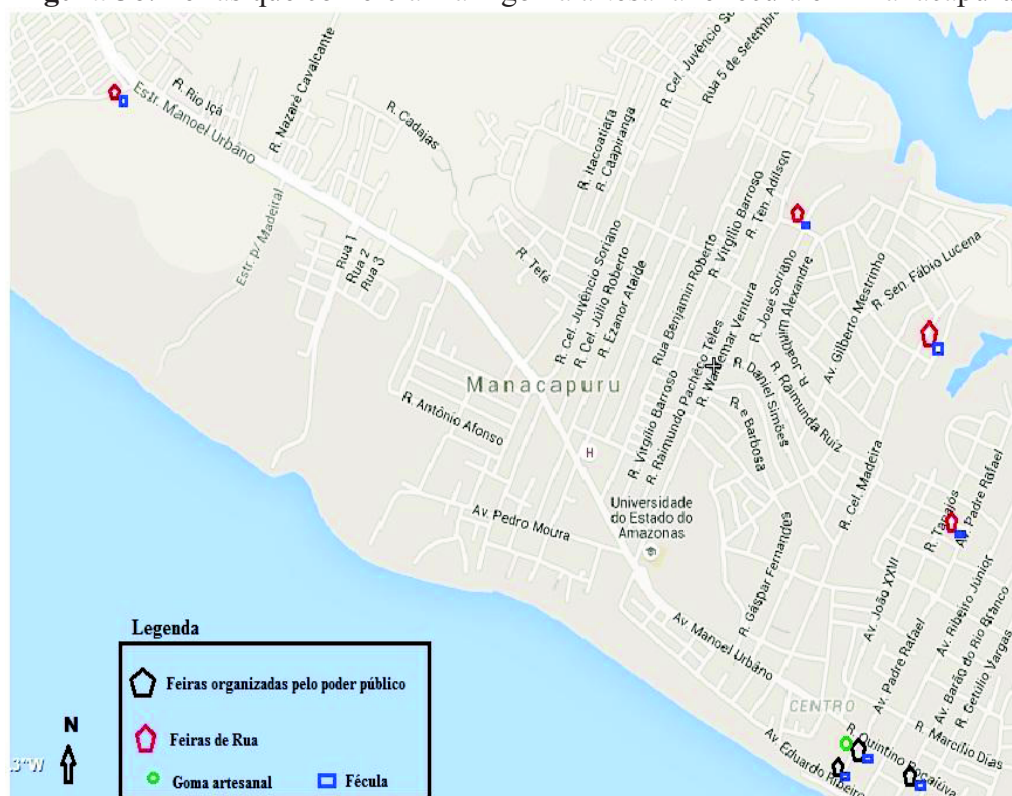 R. Rio Içá
Estr. Manoel Urbano
R. Nazaré Cavalcante
R. Cadajas
R. Itacoatiara
R. Caapiranga
R. Cel. Juvêncio
Rua 5 de Setembro
Estr. p/ Madeiral
Rua 1
Rua 2
Rua 3
R. Tefé
R. Cel. Juvêncio Soriano
R. Cel. Júlio Roberto
R. Ezanor Ataíde
Rua Benjamin Roberto
R. Virgílio Barroso
R. Ten. Adilson
R. Virgílio Barroso
R. Raimundo Pacheco Teles
R. Waldemar Ventura
R. José Soriano
R. Joaquim Alexandre
Av. Gilberto Mestrinho
R. Sen. Fábio Lucena
R. Daniel Simões
R. Raimunda Ruiz
R. e Barbosa
Manacapuru
R. Antônio Afonso
H
Av. Pedro Moura
Universidade
do Estado do
Amazonas
R. Cel. Madeira
R. Gáspar Fernandes
R. Tapajós
Av. Padre Rafael
Av. João XXIII
Av. Padre Rafael
Av. Ribeiro Júnior
Av. Barão do Rio Branco
R. Getúlio Vargas
Av. Manoel Urbano
CENTRO
R. Marcílio Dias
R. Quintino Bocaiúva
Av. Eduardo Ribeiro
Legenda
Feiras organizadas pelo poder público
Feiras de Rua
Goma artesanal
Fécula
N
.3"W